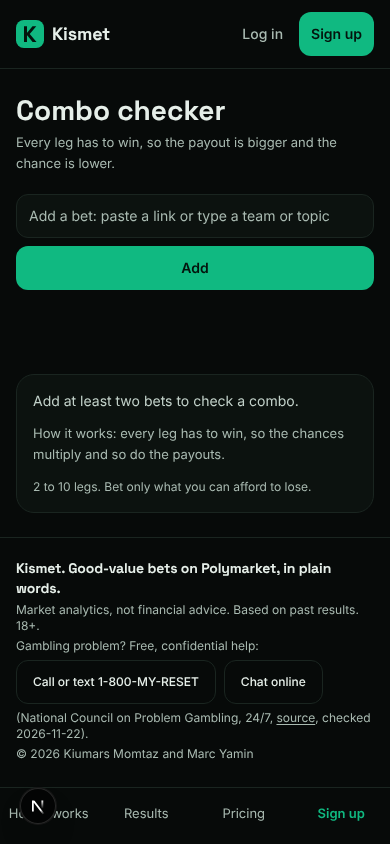 K Kismet
Log in
Sign up
Combo checker
Every leg has to win, so the payout is bigger and the
chance is lower.
Add a bet: paste a link or type a team or topic
Add
Add at least two bets to check a combo.
How it works: every leg has to win, so the chances
multiply and so do the payouts.
2 to 10 legs. Bet only what you can afford to lose.
Kismet. Good-value bets on Polymarket, in plain
words.
Market analytics, not financial advice. Based on past results.
18+.
Gambling problem? Free, confidential help:
Call or text 1-800-MY-RESET
Chat online
(National Council on Problem Gambling, 24/7, source, checked
2026-11-22).
© 2026 Kiumars Momtaz and Marc Yamin
N
works
Results
Pricing
Sign up